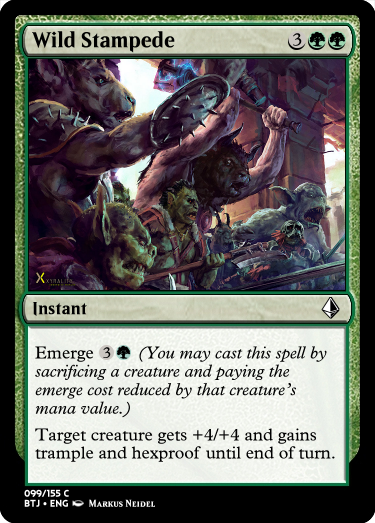 Wild Stampede 3
XYRALITH
Instant
Emerge 3 (You may cast this spell by
sacrificing a creature and paying the
emerge cost reduced by that creature's
mana value.)
Target creature gets +4/+4 and gains
trample and hexproof until end of turn.
099/155 C
BTJ • ENG Markus Neidel